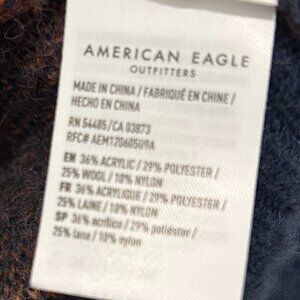 AMERICAN EAGLE
OUTFITTERS
MADE IN CHINA / FABRIQUÉ EN CHINE /
HECHO EN CHINA
RN 54485/CA 03873
RFC# AEM120605G9A
EN 36% ACRYLIC / 29% POLYESTER /
25% WOOL / 10% NYLON
FR 36% ACRYLIQUE / 29% POLYESTER /
25% LAINE / 10% NYLON
SP 36% acrílico / 29% poliéster /
25% lana / 10% nylon